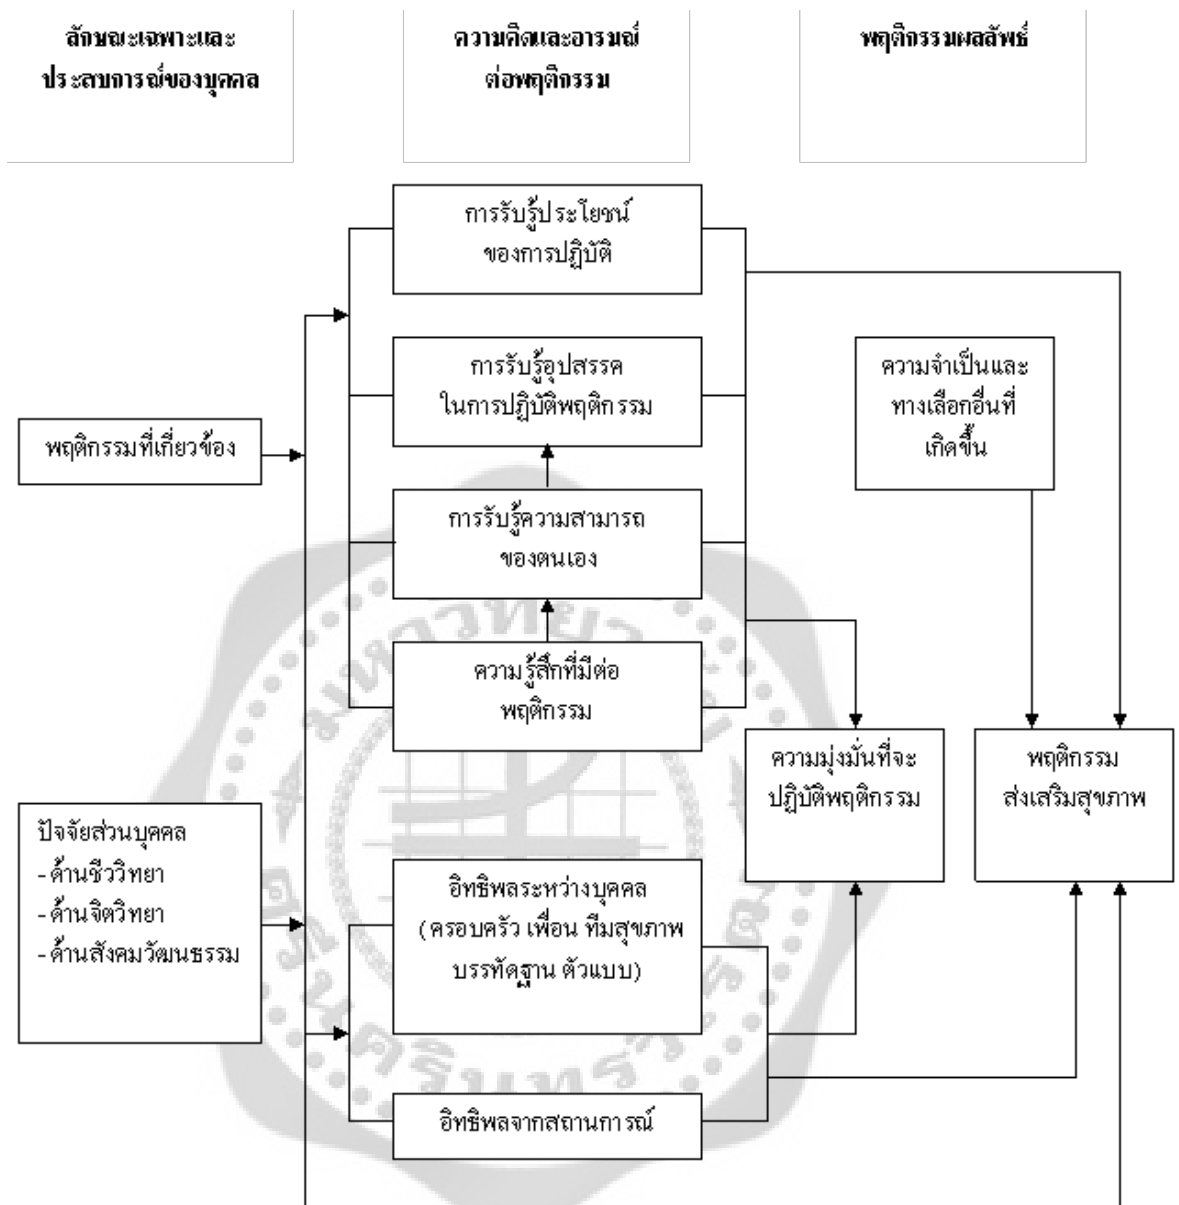 ลักษณะเฉพาะและ
ประสบการณ์ของบุคคล
ความคิดและอารมณ์
ต่อพฤติกรรม
พฤติกรรมผลลัพธ์
การรับรู้ประโยชน์
ของการปฏิบัติ
การรับรู้อุปสรรค
ในการปฏิบัติพฤติกรรม
ความจำเป็นและ
ทางเลือกอื่นที่
เกิดขึ้น
พฤติกรรมที่เกี่ยวข้อง
การรับรู้ความสามารถ
ของตนเอง
ความรู้สึกที่มีต่อ
พฤติกรรม
ความมุ่งมั่นที่จะ
ปฏิบัติพฤติกรรม
พฤติกรรม
ส่งเสริมสุขภาพ
ปัจจัยส่วนบุคคล
-ด้านชีววิทยา
-ด้านจิตวิทยา
-ด้านสังคมวัฒนธรรม
อิทธิพลระหว่างบุคคล
(ครอบครัว เพื่อน ทีมสุขภาพ
บรรทัดฐาน ตัวแบบ)
อิทธิพลจากสถานการณ์